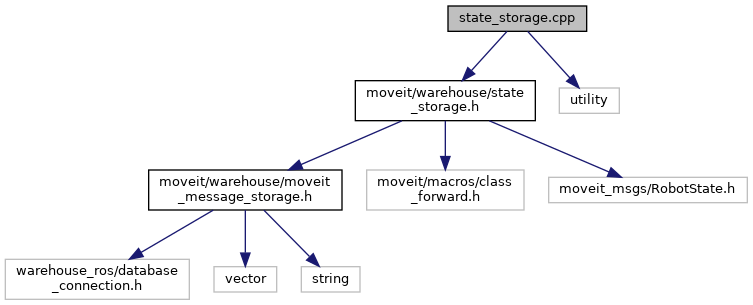 state_storage.cpp
moveit/warehouse/state
_storage.h
utility
moveit/warehouse/moveit
_message_storage.h
moveit/macros/class
_forward.h
moveit_msgs/RobotState.h
warehouse_ros/database
_connection.h
vector
string